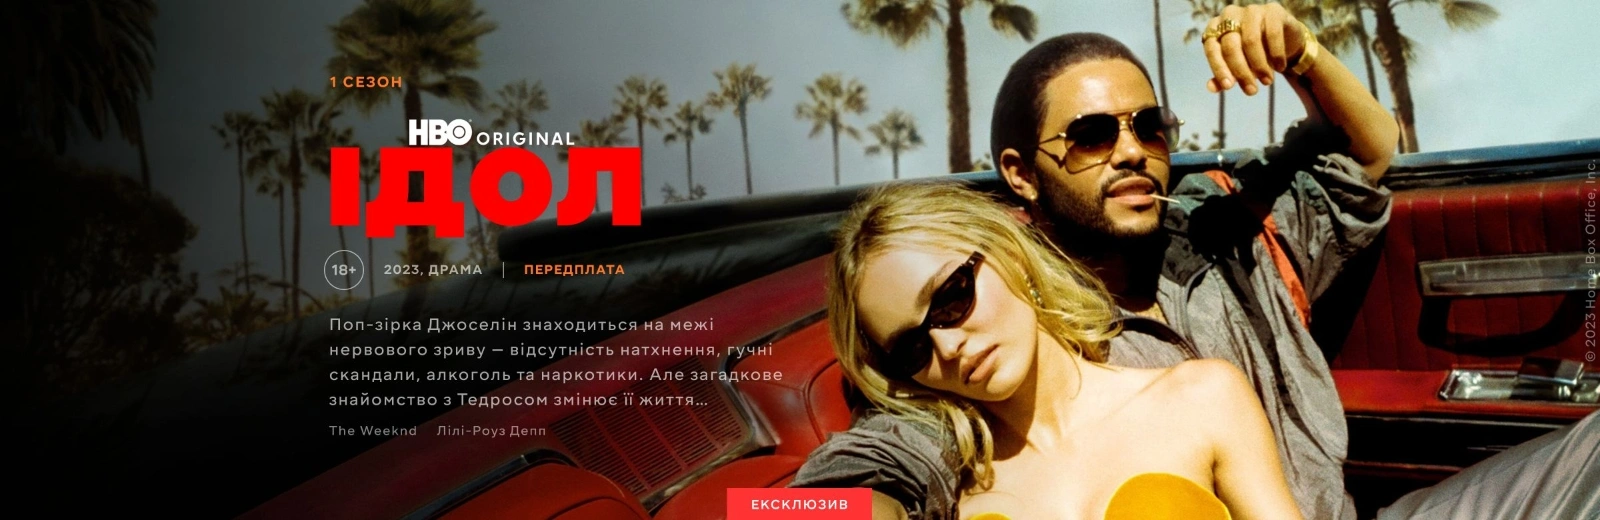 1 СЕЗОН
HBO ORIGINAL
ІДОЛ
18+ 2023, ДРАМА | ПЕРЕДПЛАТА
Поп-зірка Джоселін знаходиться на межі
нервового зриву – відсутність натхнення, гучні
скандали, алкоголь та наркотики. Але загадкове
знайомство з Тедросом змінює її життя...
The Weeknd Лілі-Роуз Депп
ЕКСКЛЮЗИВ
© 2023 Home Box Office, Inc.